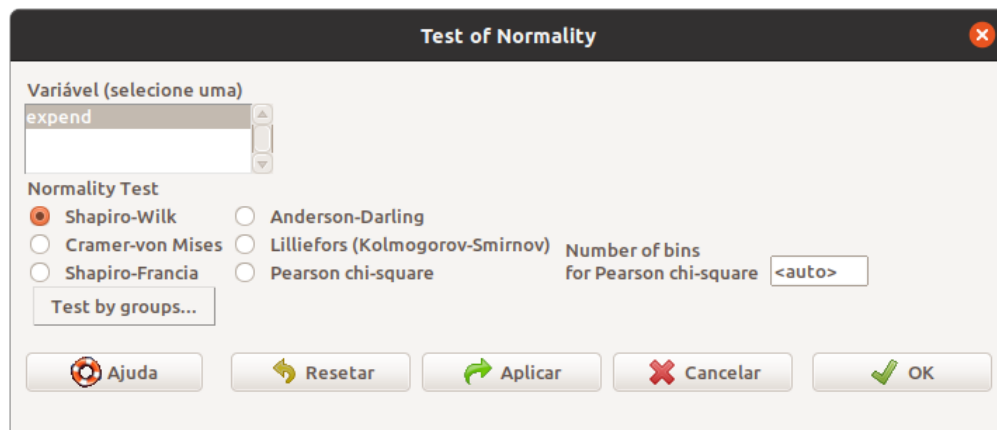 Test of Normality
Variável (selecione uma)
expend
Normality Test
Shapiro-Wilk Anderson-Darling
Cramer-von Mises Lilliefors (Kolmogorov-Smirnov)
Shapiro-Francia Pearson chi-square
Number of bins
for Pearson chi-square <auto>
Test by groups...
Ajuda Resetar Aplicar Cancelar OK